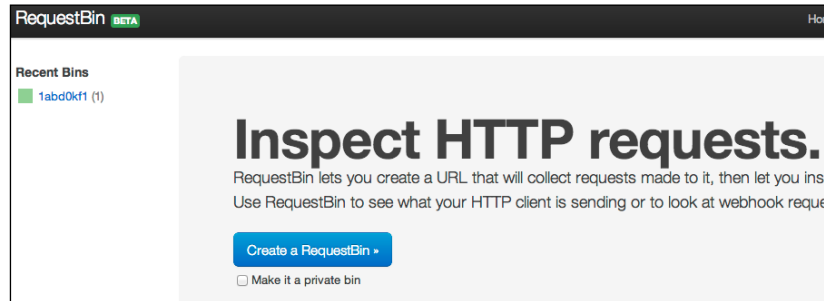 RequestBin BETA
Recent Bins
1abd0kf1 (1)
Inspect HTTP requests.
RequestBin lets you create a URL that will collect requests made to it, then let you ins
Use RequestBin to see what your HTTP client is sending or to look at webhook reque
Create a RequestBin »
Make it a private bin